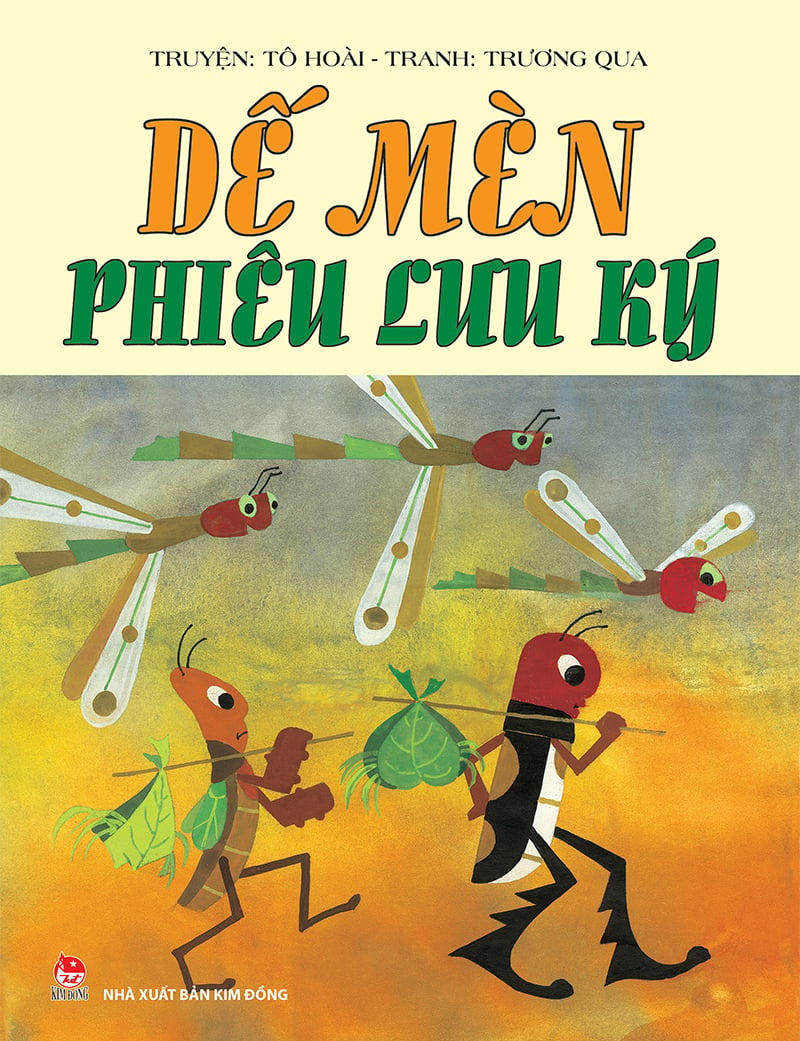 TRUYỆN: TÔ HOÀI - TRANH: TRƯƠNG QUA
DẾ MÈN
PHIÊU LƯU KÝ
KIM ĐỒNG
NHÀ XUẤT BẢN KIM ĐỒNG